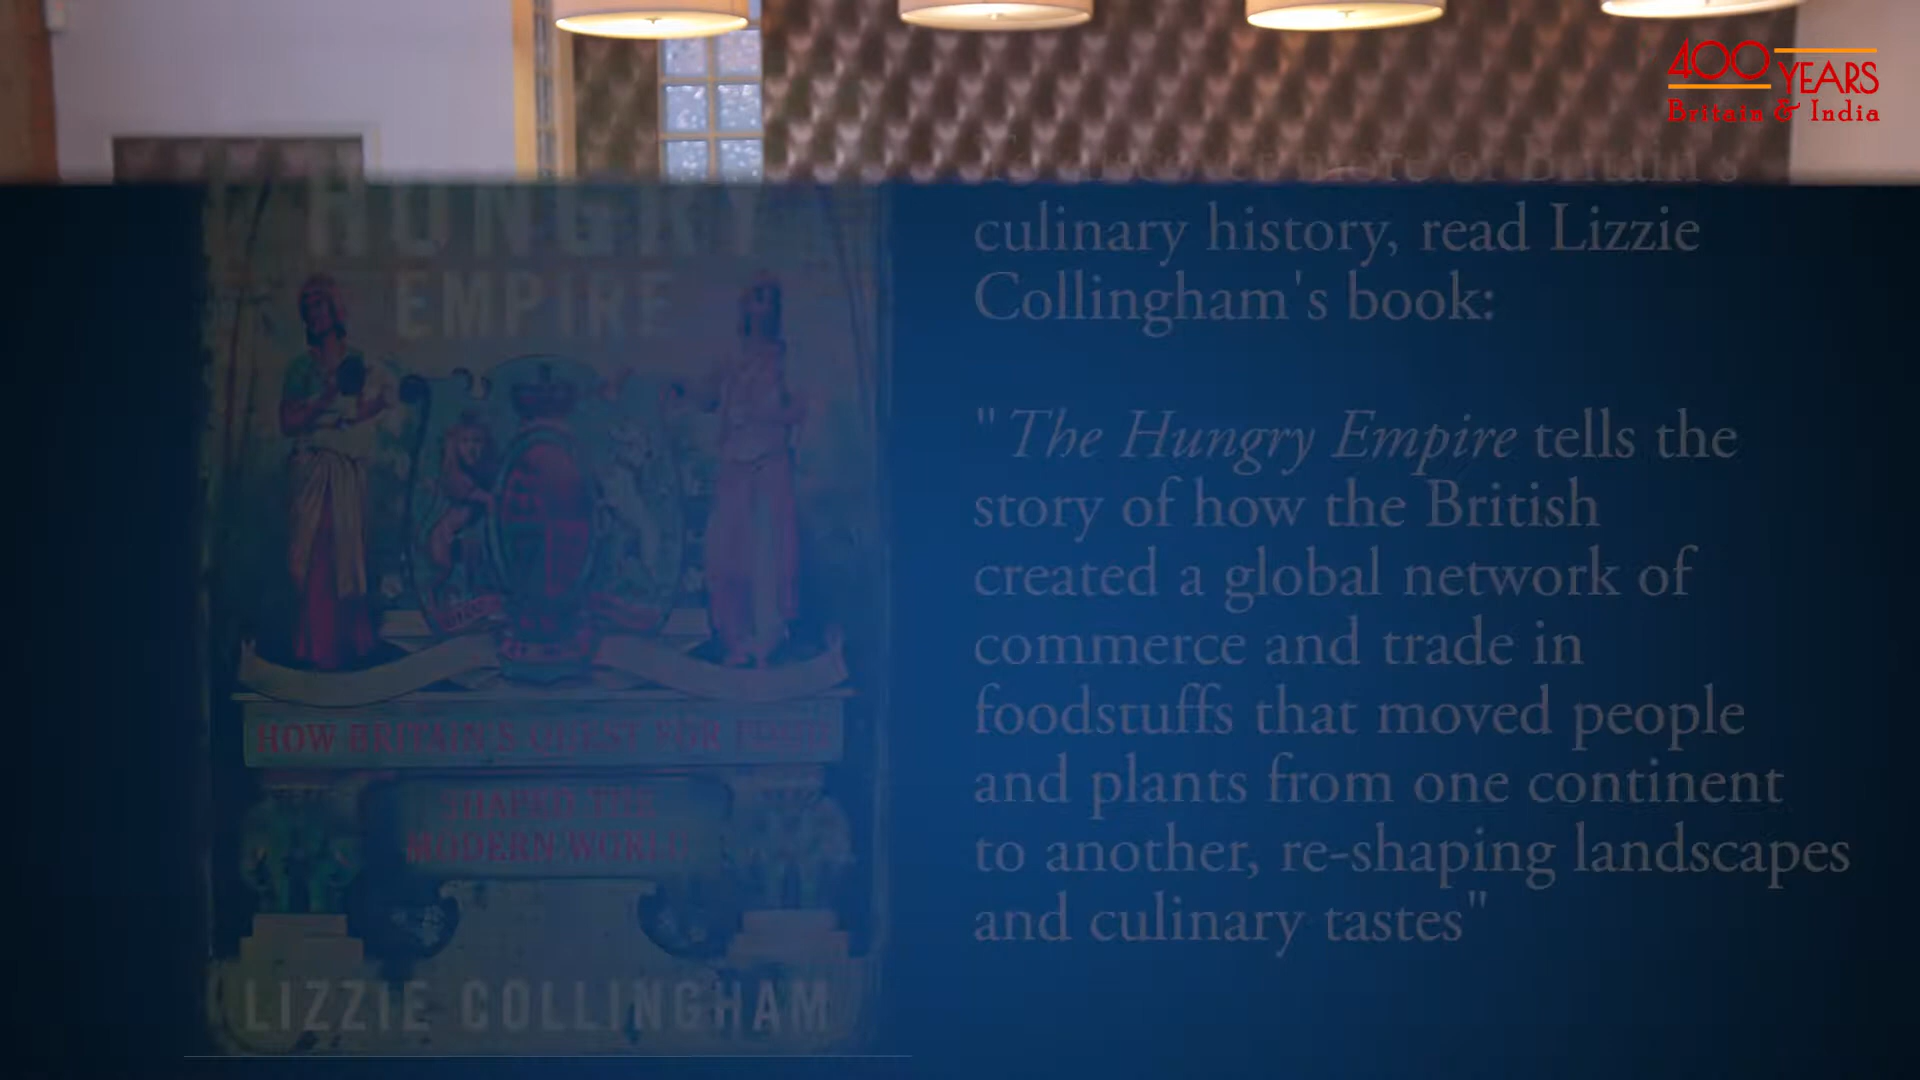 400 YEARS
Britain & India
HUNGRY
EMPIRE
HOW BRITAIN'S QUEST FOR
SHAPED THE
MODERN WORLD
LIZZIE COLLINGHAM
more of Britain's
culinary history, read Lizzie
Collingham's book:
"The Hungry Empire tells the
story of how the British
created a global network of
commerce and trade in
foodstuffs that moved people
and plants from one continent
to another, re-shaping landscapes
and culinary tastes"